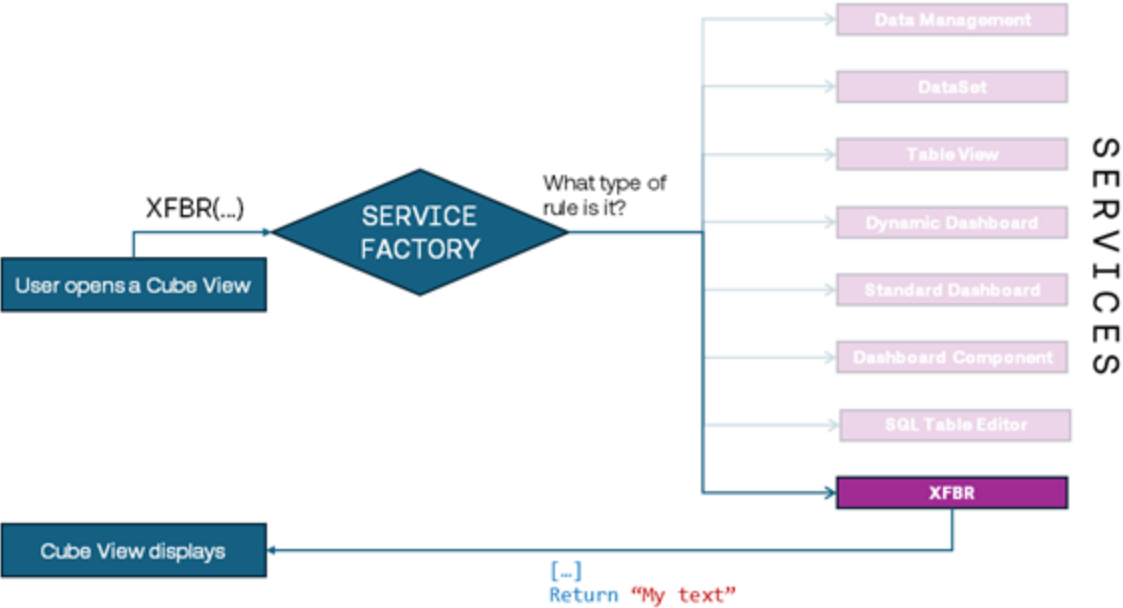 Data Management
DataSet
Table View
Dynamic Dashboard
Standard Dashboard
Dashboard Component
SQL Table Editor
XFBR
SERVICES
What type of
rule is it?
XFBR(...)
SERVICE
FACTORY
User opens a Cube View
Cube View displays
[...]
Return “My text”